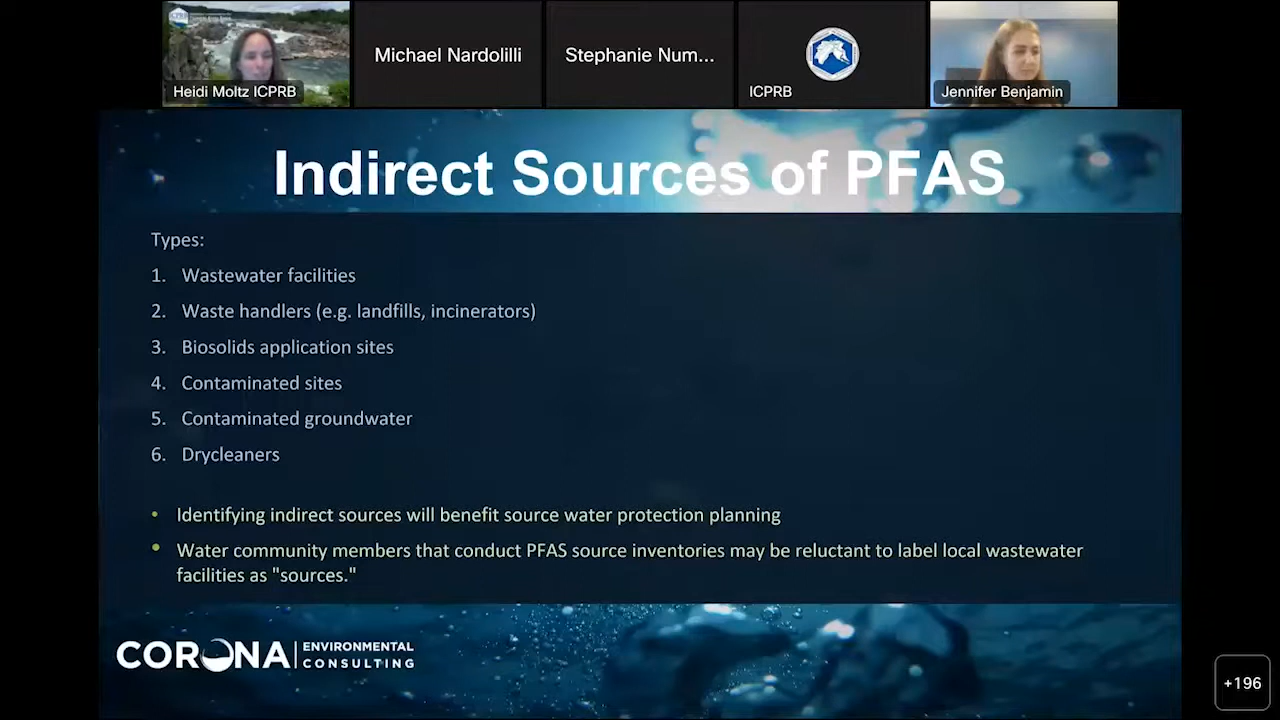 Heidi Moltz ICPRB
Michael Nardolilli
Stephanie Num...
ICPRB
Jennifer Benjamin
Indirect Sources of PFAS
Types:
1. Wastewater facilities
2. Waste handlers (e.g. landfills, incinerators)
3. Biosolids application sites
4. Contaminated sites
5. Contaminated groundwater
6. Drycleaners
• Identifying indirect sources will benefit source water protection planning
• Water community members that conduct PFAS source inventories may be reluctant to label local wastewater
facilities as "sources."
CORONA
ENVIRONMENTAL
CONSULTING
+196